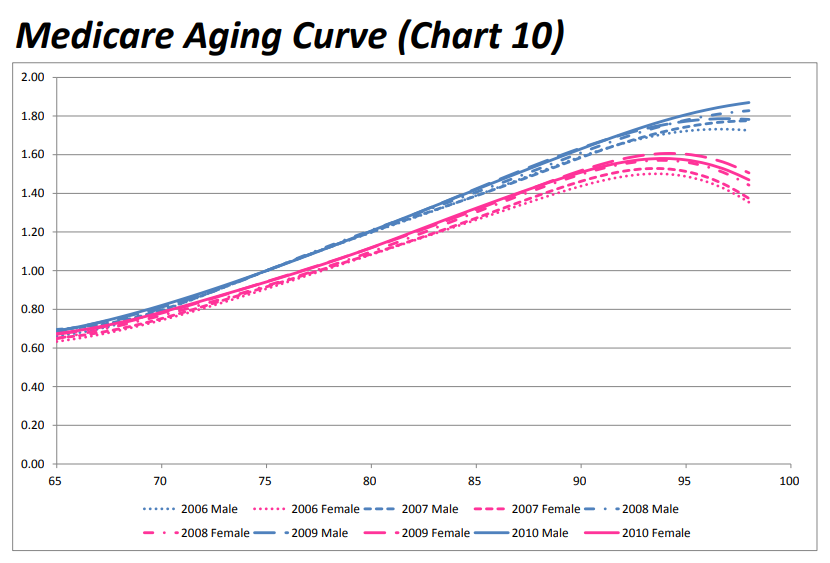 Medicare Aging Curve (Chart 10)
2.00
1.80
1.60
1.40
1.20
1.00
0.80
0.60
0.40
0.20
0.00
65 70 75 80 85 90 95 100
2006 Male 2006 Female 2007 Male 2007 Female 2008 Male
2008 Female 2009 Male 2009 Female 2010 Male 2010 Female